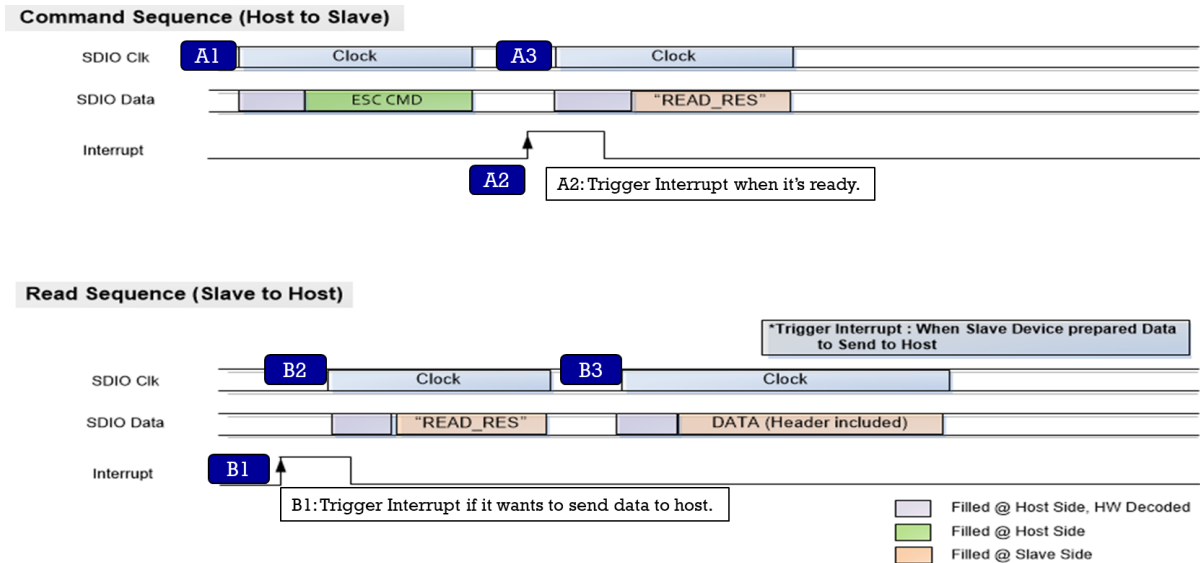 Command Sequence (Host to Slave)
SDIO Clk
A1
Clock
A3
Clock
SDIO Data
ESC CMD
“READ_RES”
Interrupt
A2
A2: Trigger Interrupt when it’s ready.
Read Sequence (Slave to Host)
*Trigger Interrupt : When Slave Device prepared Data
to Send to Host
SDIO Clk
B2
Clock
B3
Clock
SDIO Data
“READ_RES”
DATA (Header included)
Interrupt
B1
B1: Trigger Interrupt if it wants to send data to host.
Filled @ Host Side, HW Decoded
Filled @ Host Side
Filled @ Slave Side